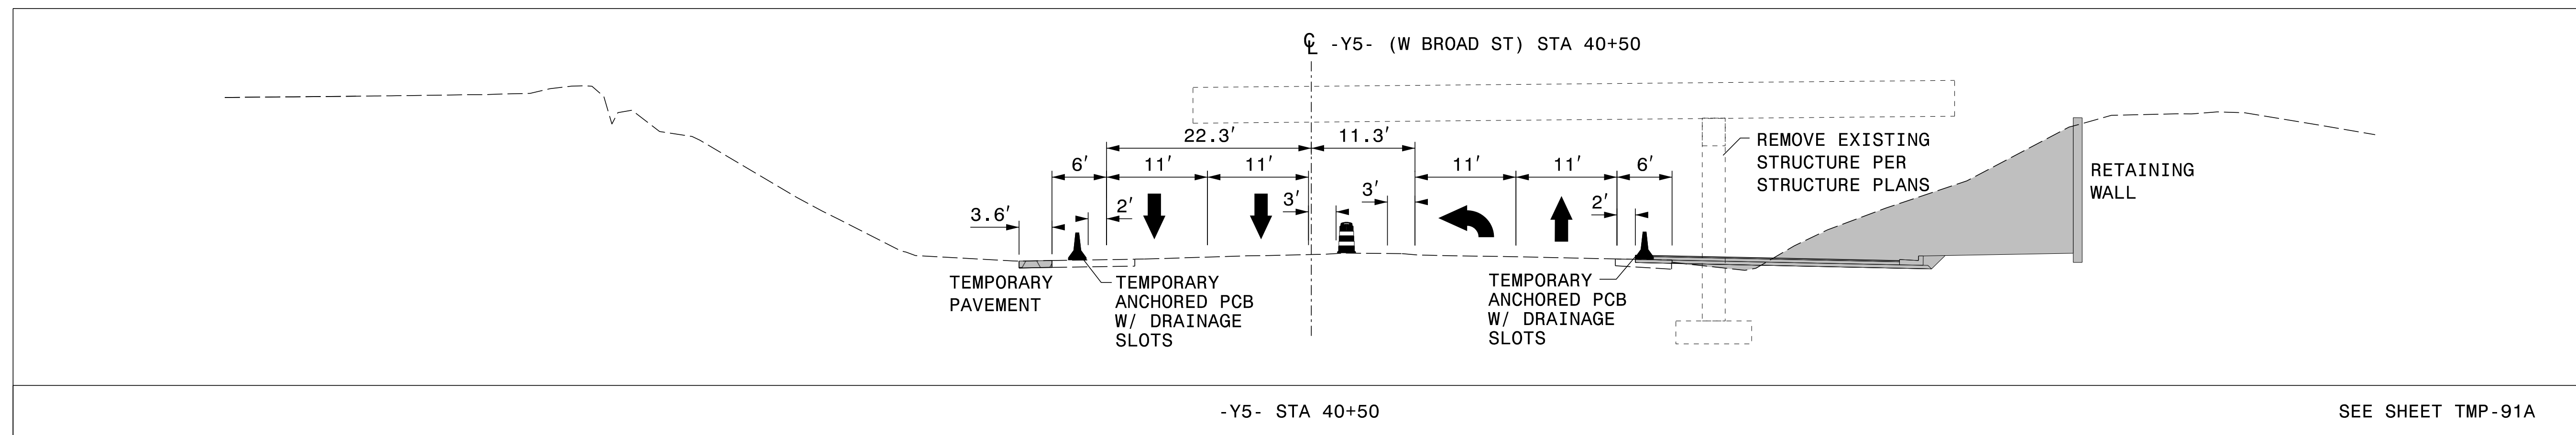 ℄ -Y5- (W BROAD ST) STA 40+50
22.3′
11.3′
6′
11′
11′
11′
11′
6′
3.6′
2′
3′
3′
2′
REMOVE EXISTING
STRUCTURE PER
STRUCTURE PLANS
RETAINING
WALL
TEMPORARY
PAVEMENT
TEMPORARY
ANCHORED PCB
W/ DRAINAGE
SLOTS
TEMPORARY
ANCHORED PCB
W/ DRAINAGE
SLOTS
-Y5- STA 40+50
SEE SHEET TMP-91A